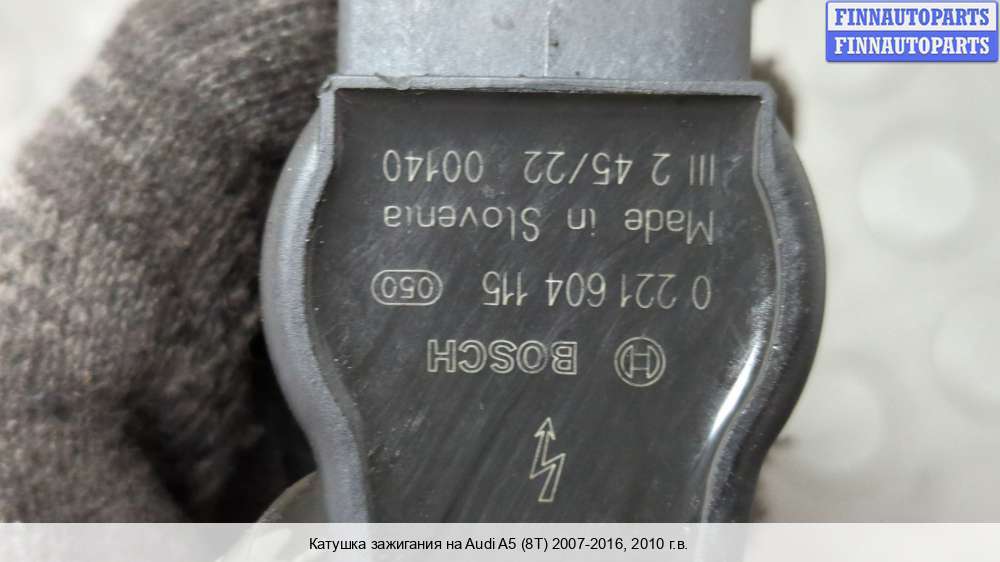 FINNAUTOPARTS
FINNAUTOPARTS
BOSCH
0 221 604 115 050
Made in Slovenia
III 2 45/22 00140
Катушка зажигания на Audi A5 (8T) 2007-2016, 2010 г.в.